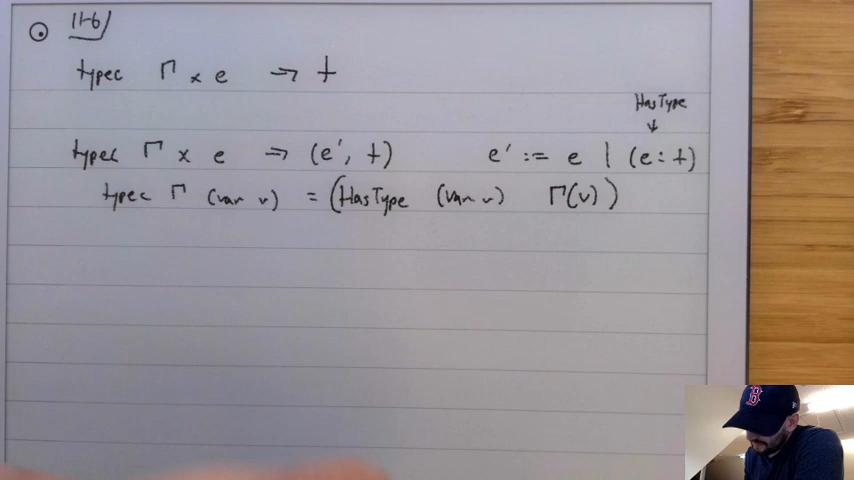 11-6/
typec Γ × e → t
HasType
↓
typec Γ × e → (e', t) e' := e | (e : t)
typec Γ (var v) = (HasType (var v) Γ(v))
B